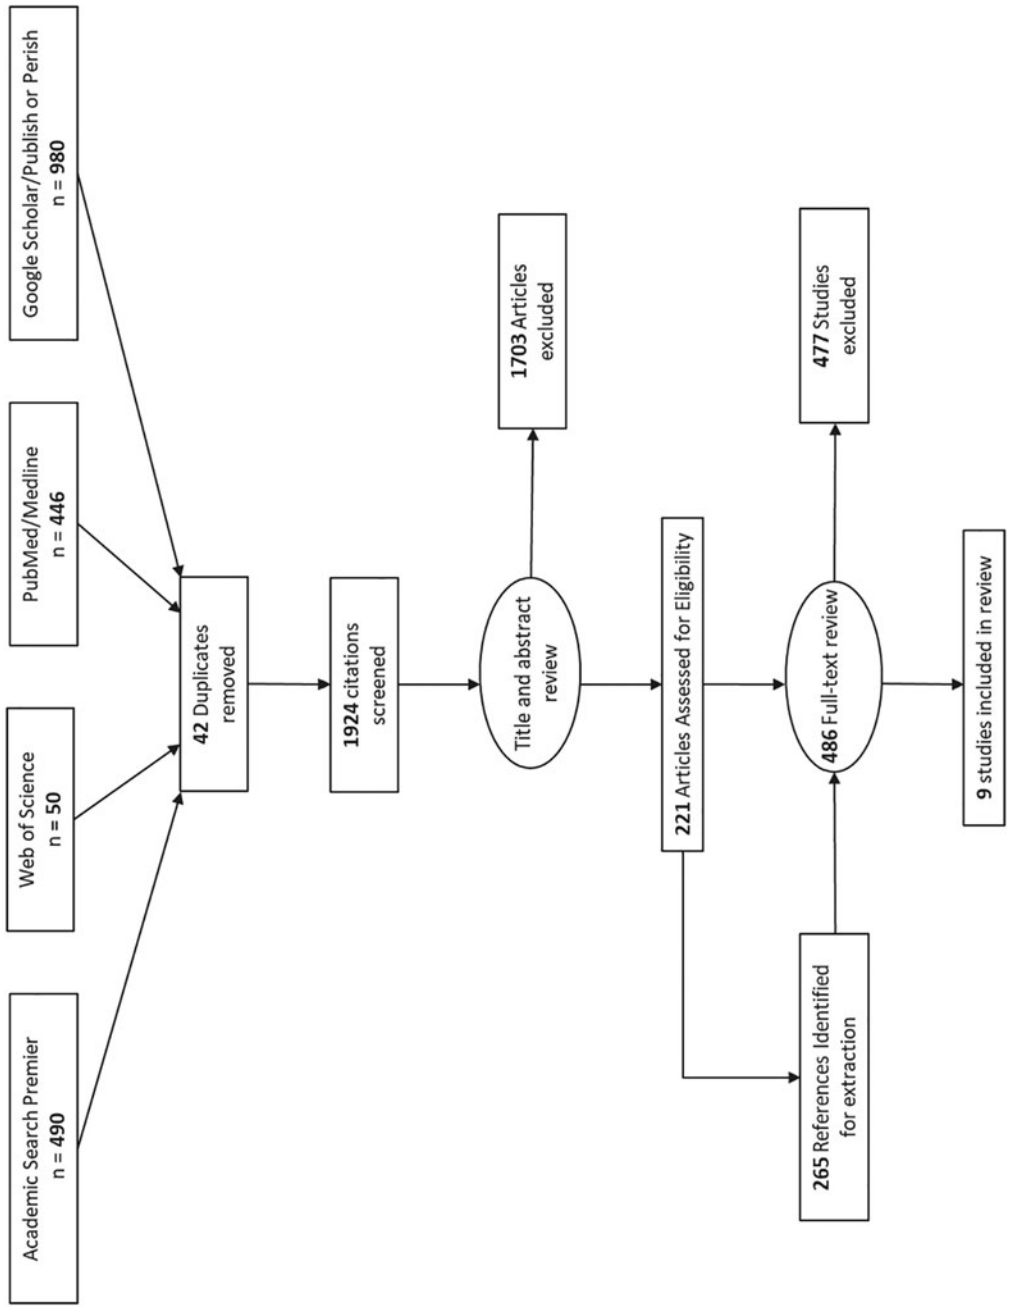 Academic Search Premier
n = 490
Web of Science
n = 50
PubMed/Medline
n = 446
Google Scholar/Publish or Perish
n = 980
42 Duplicates
removed
1924 citations
screened
Title and abstract
review
1703 Articles
excluded
221 Articles Assessed for Eligibility
265 References Identified
for extraction
486 Full-text review
477 Studies
excluded
9 studies included in review